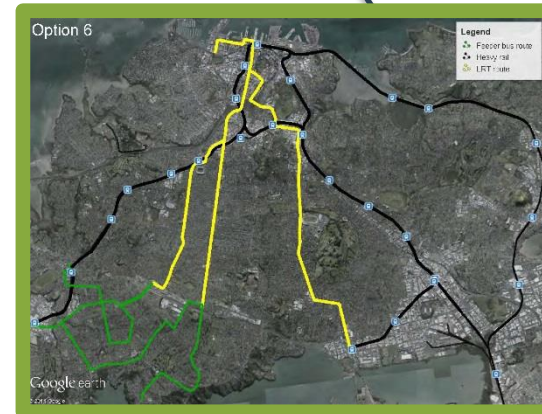 Option 6
Legend
Feeder bus route
Heavy rail
LRT route
Google earth